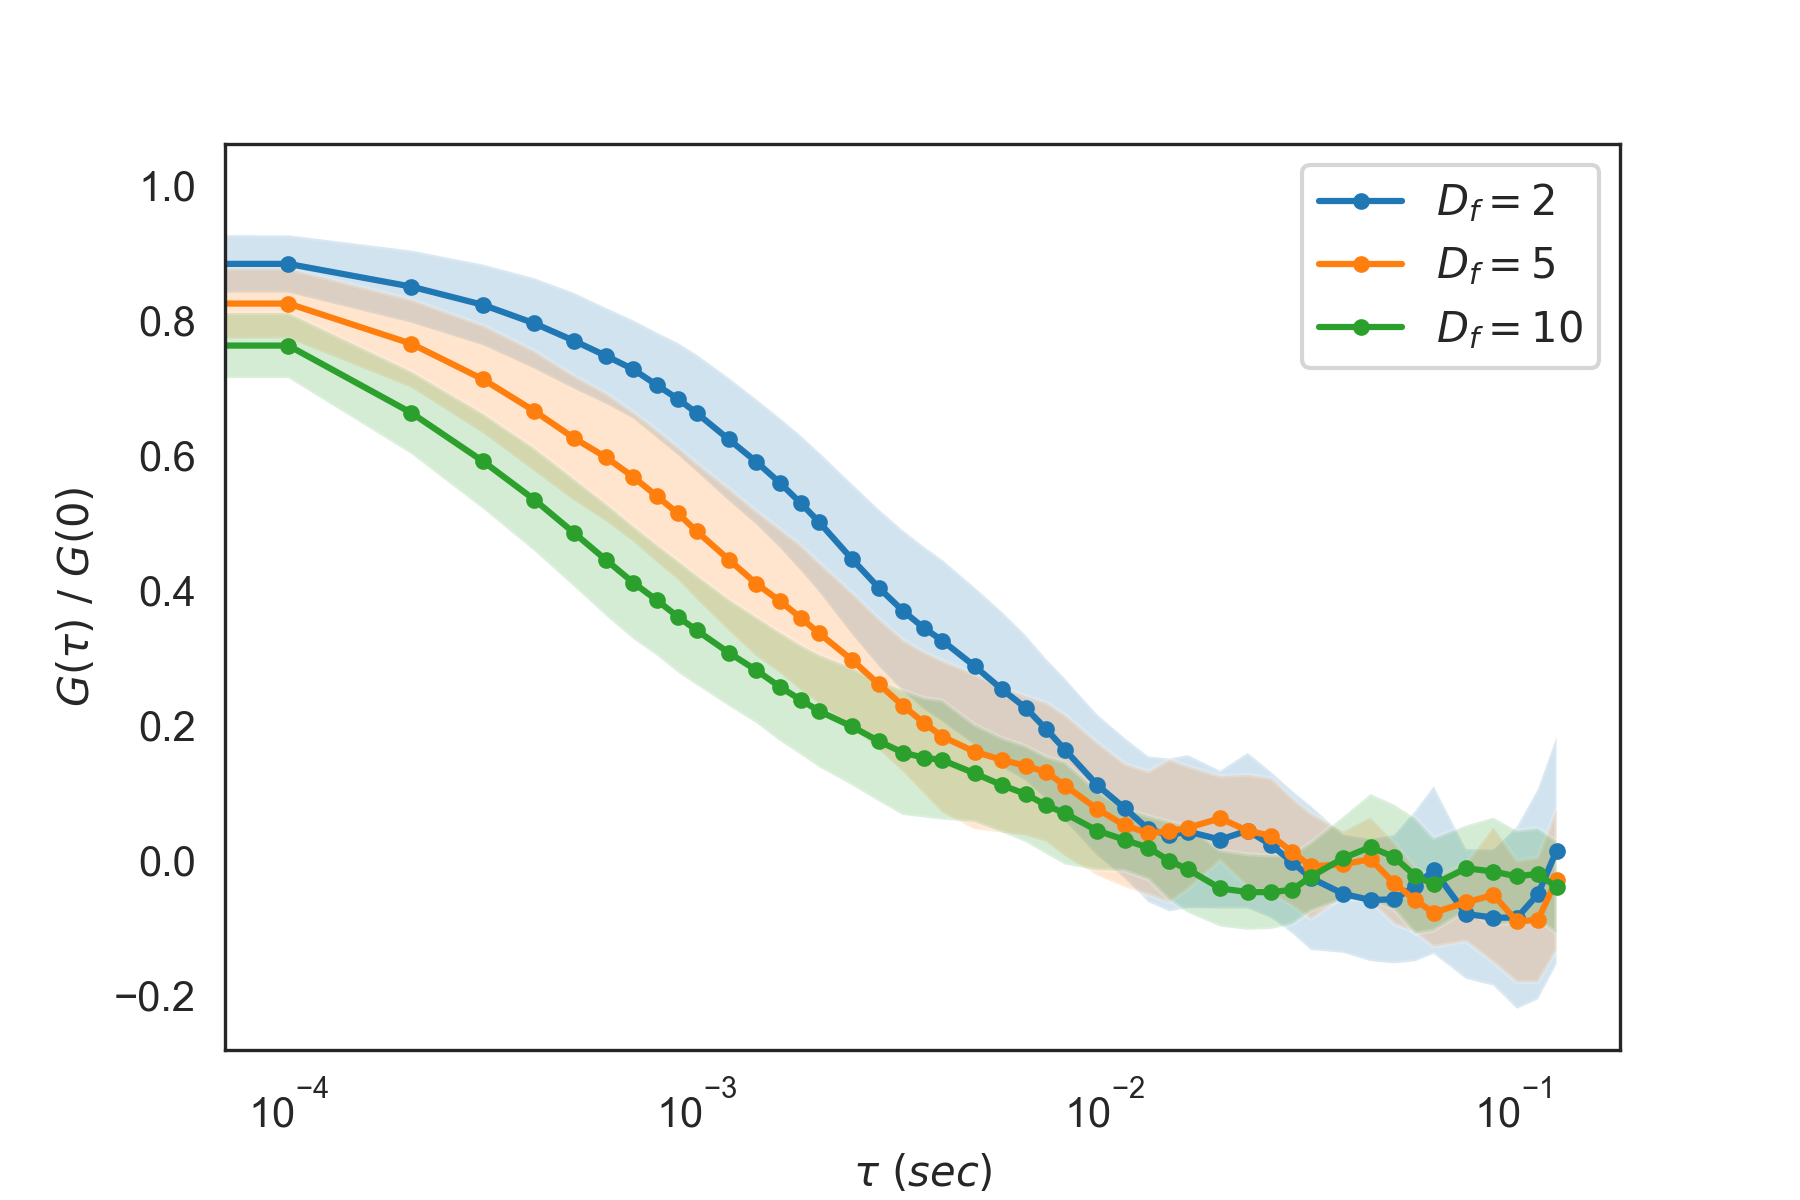 1.0
0.8
0.6
0.4
0.2
0.0
−0.2
G(τ) / G(0)
D_f = 2
D_f = 5
D_f = 10
10⁻⁴
10⁻³
10⁻²
10⁻¹
τ (sec)